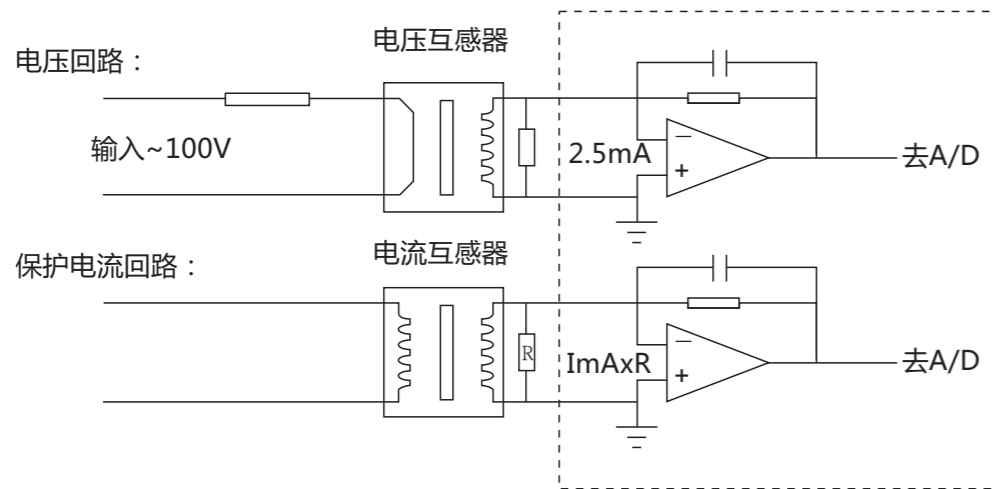 电压互感器
电压回路：
输入~100V
2.5mA
去A/D
电流互感器
保护电流回路：
R
ImAxR
去A/D